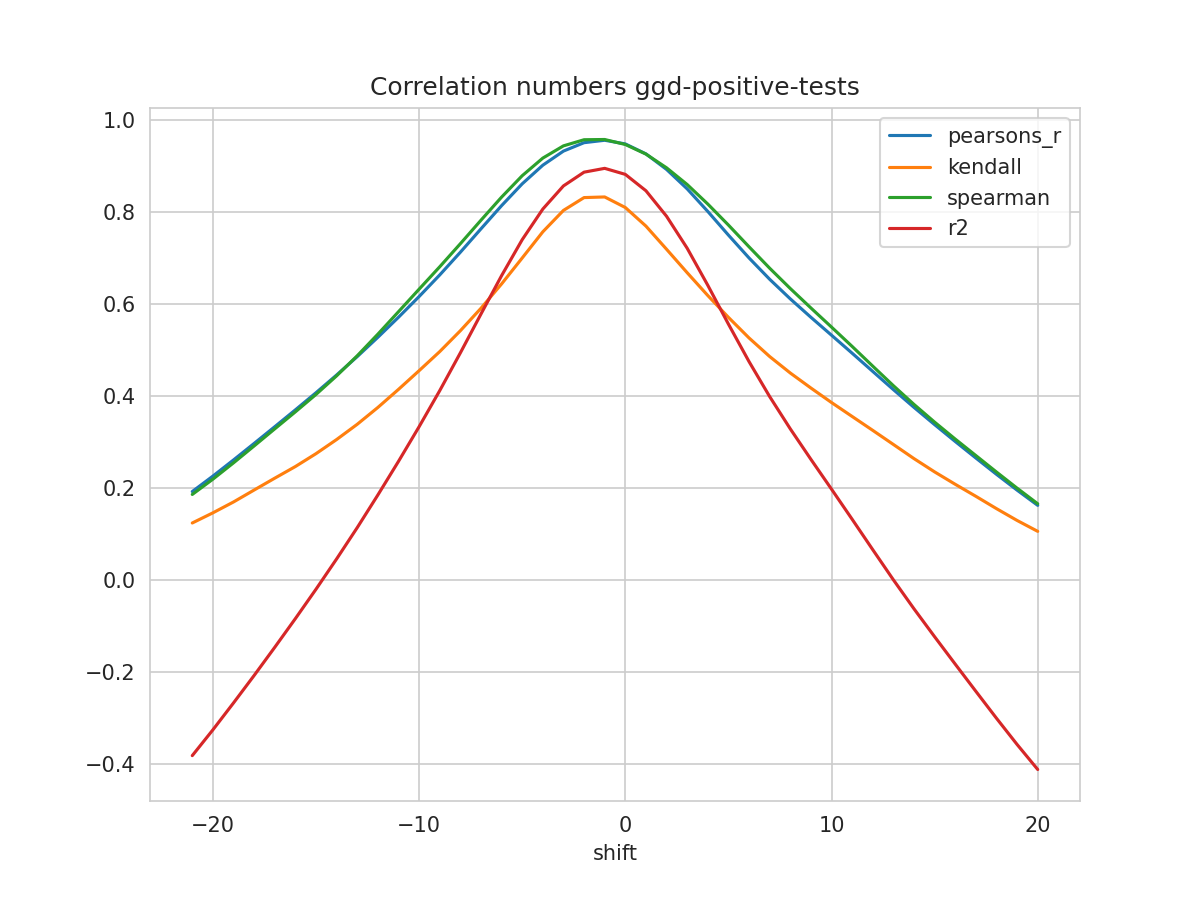 Correlation numbers ggd-positive-tests
1.0
0.8
0.6
0.4
0.2
0.0
−0.2
−0.4
pearsons_r
kendall
spearman
r2
−20 −10 0 10 20
shift